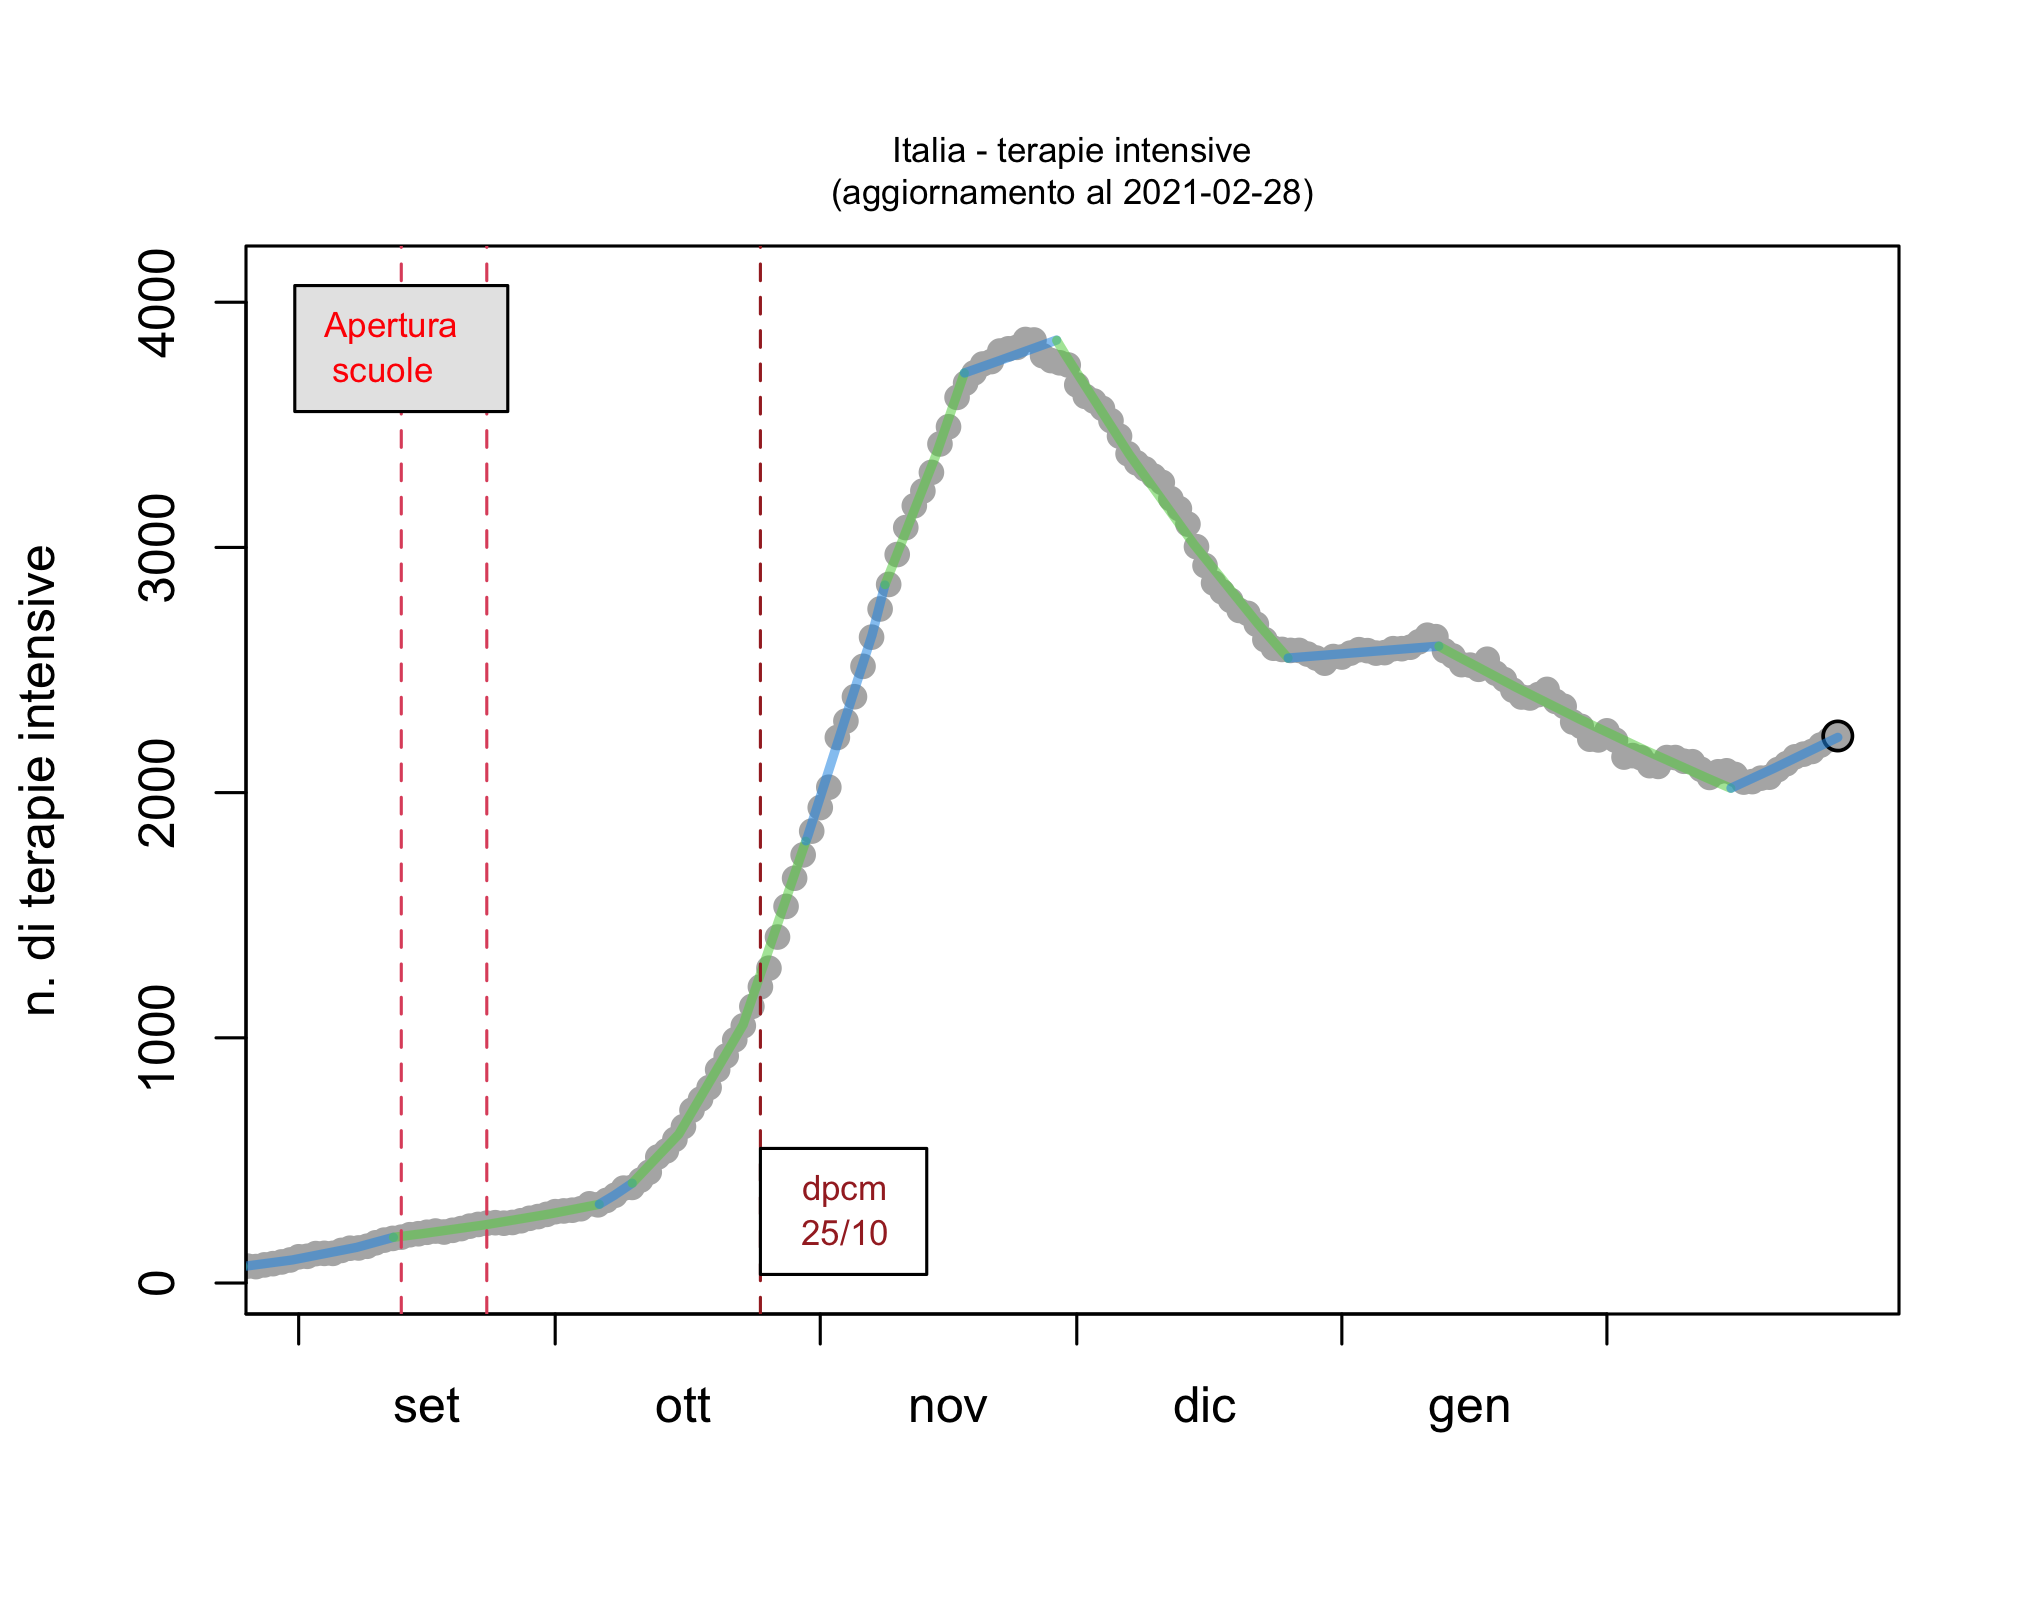 Italia - terapie intensive
(aggiornamento al 2021-02-28)
n. di terapie intensive
4000
3000
2000
1000
0
Apertura
scuole
dpcm
25/10
set
ott
nov
dic
gen